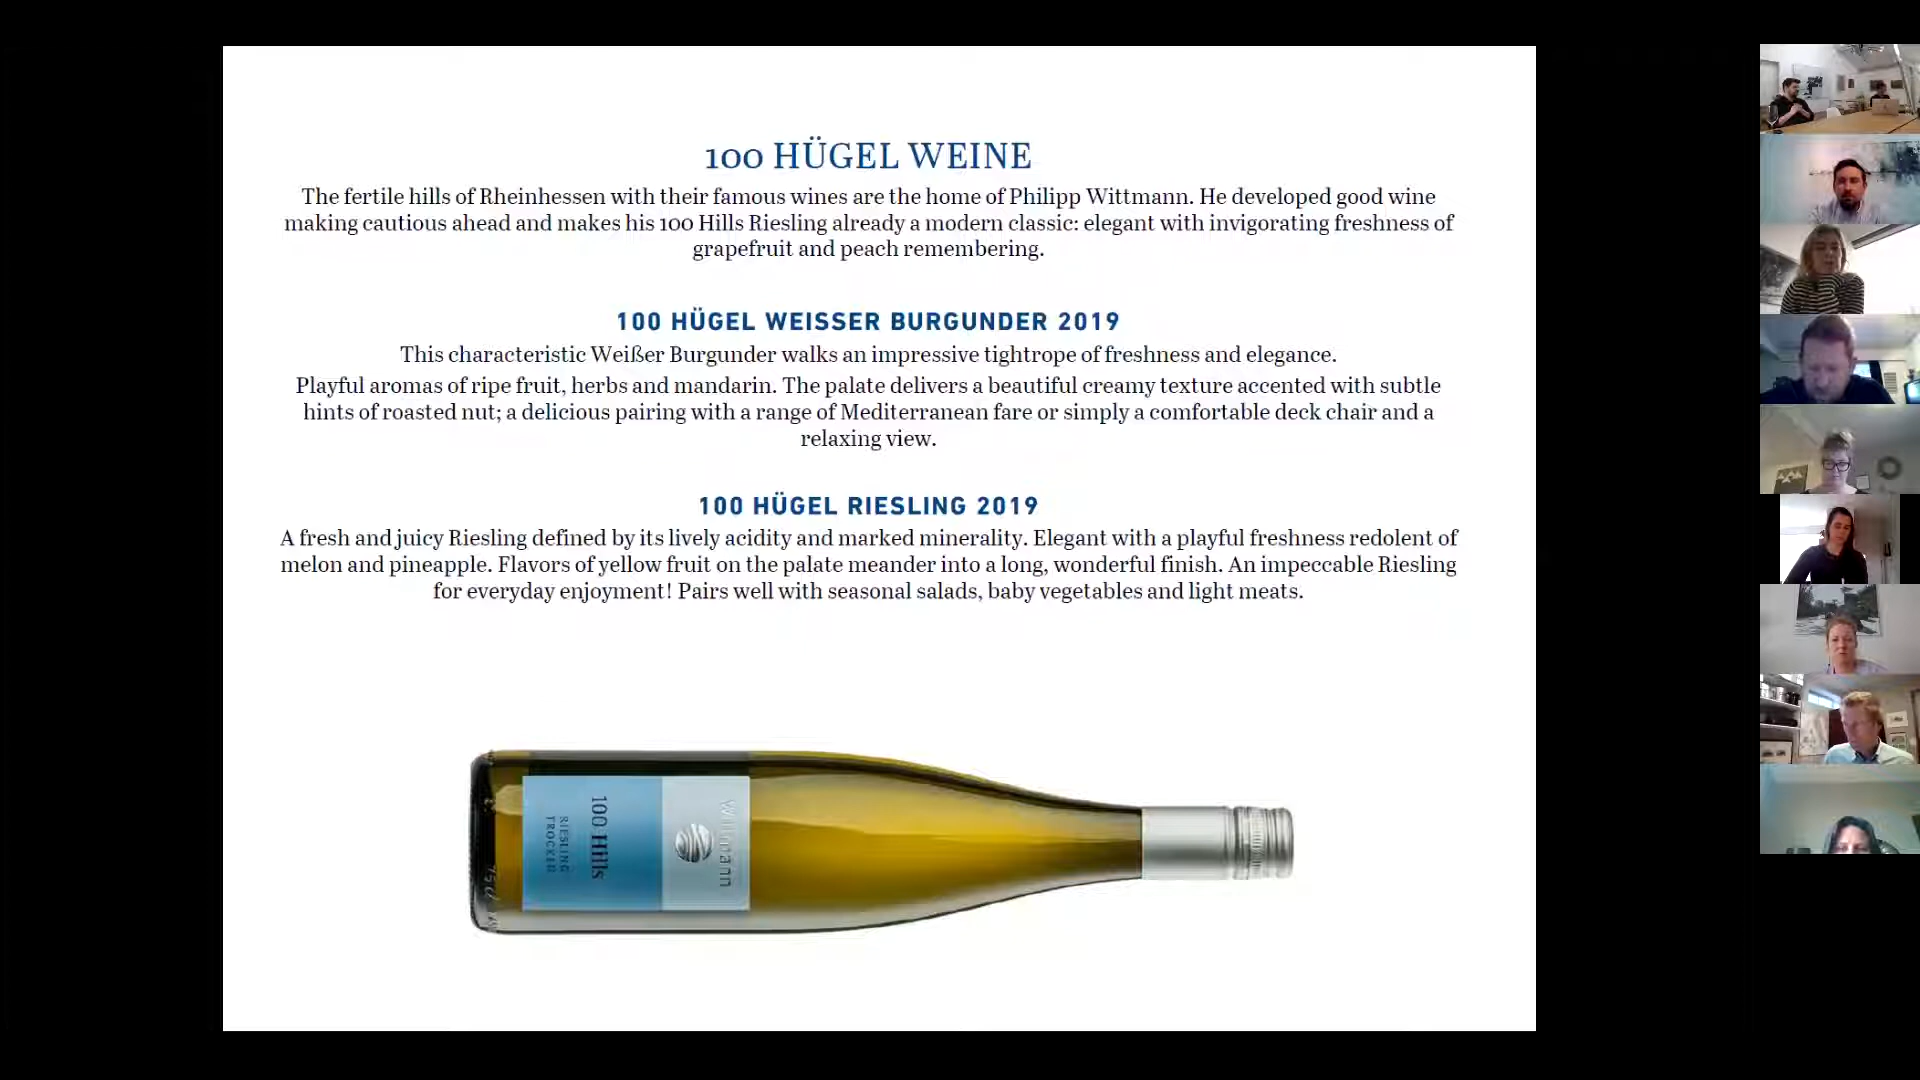 100 HÜGEL WEINE
The fertile hills of Rheinhessen with their famous wines are the home of Philipp Wittmann. He developed good wine
making cautious ahead and makes his 100 Hills Riesling already a modern classic: elegant with invigorating freshness of
grapefruit and peach remembering.
100 HÜGEL WEISSER BURGUNDER 2019
This characteristic Weißer Burgunder walks an impressive tightrope of freshness and elegance.
Playful aromas of ripe fruit, herbs and mandarin. The palate delivers a beautiful creamy texture accented with subtle
hints of roasted nut; a delicious pairing with a range of Mediterranean fare or simply a comfortable deck chair and a
relaxing view.
100 HÜGEL RIESLING 2019
A fresh and juicy Riesling defined by its lively acidity and marked minerality. Elegant with a playful freshness redolent of
melon and pineapple. Flavors of yellow fruit on the palate meander into a long, wonderful finish. An impeccable Riesling
for everyday enjoyment! Pairs well with seasonal salads, baby vegetables and light meats.
Wittmann
100 Hills
RIESLING
TROCKEN